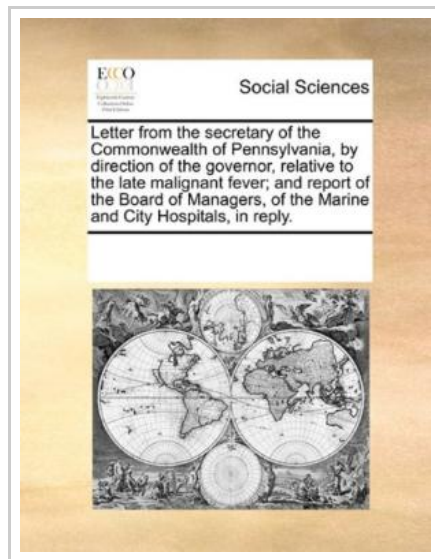 ECCO
Social Sciences
Letter from the secretary of the
Commonwealth of Pennsylvania, by
direction of the governor, relative to
the late malignant fever; and report of
the Board of Managers, of the Marine
and City Hospitals, in reply.